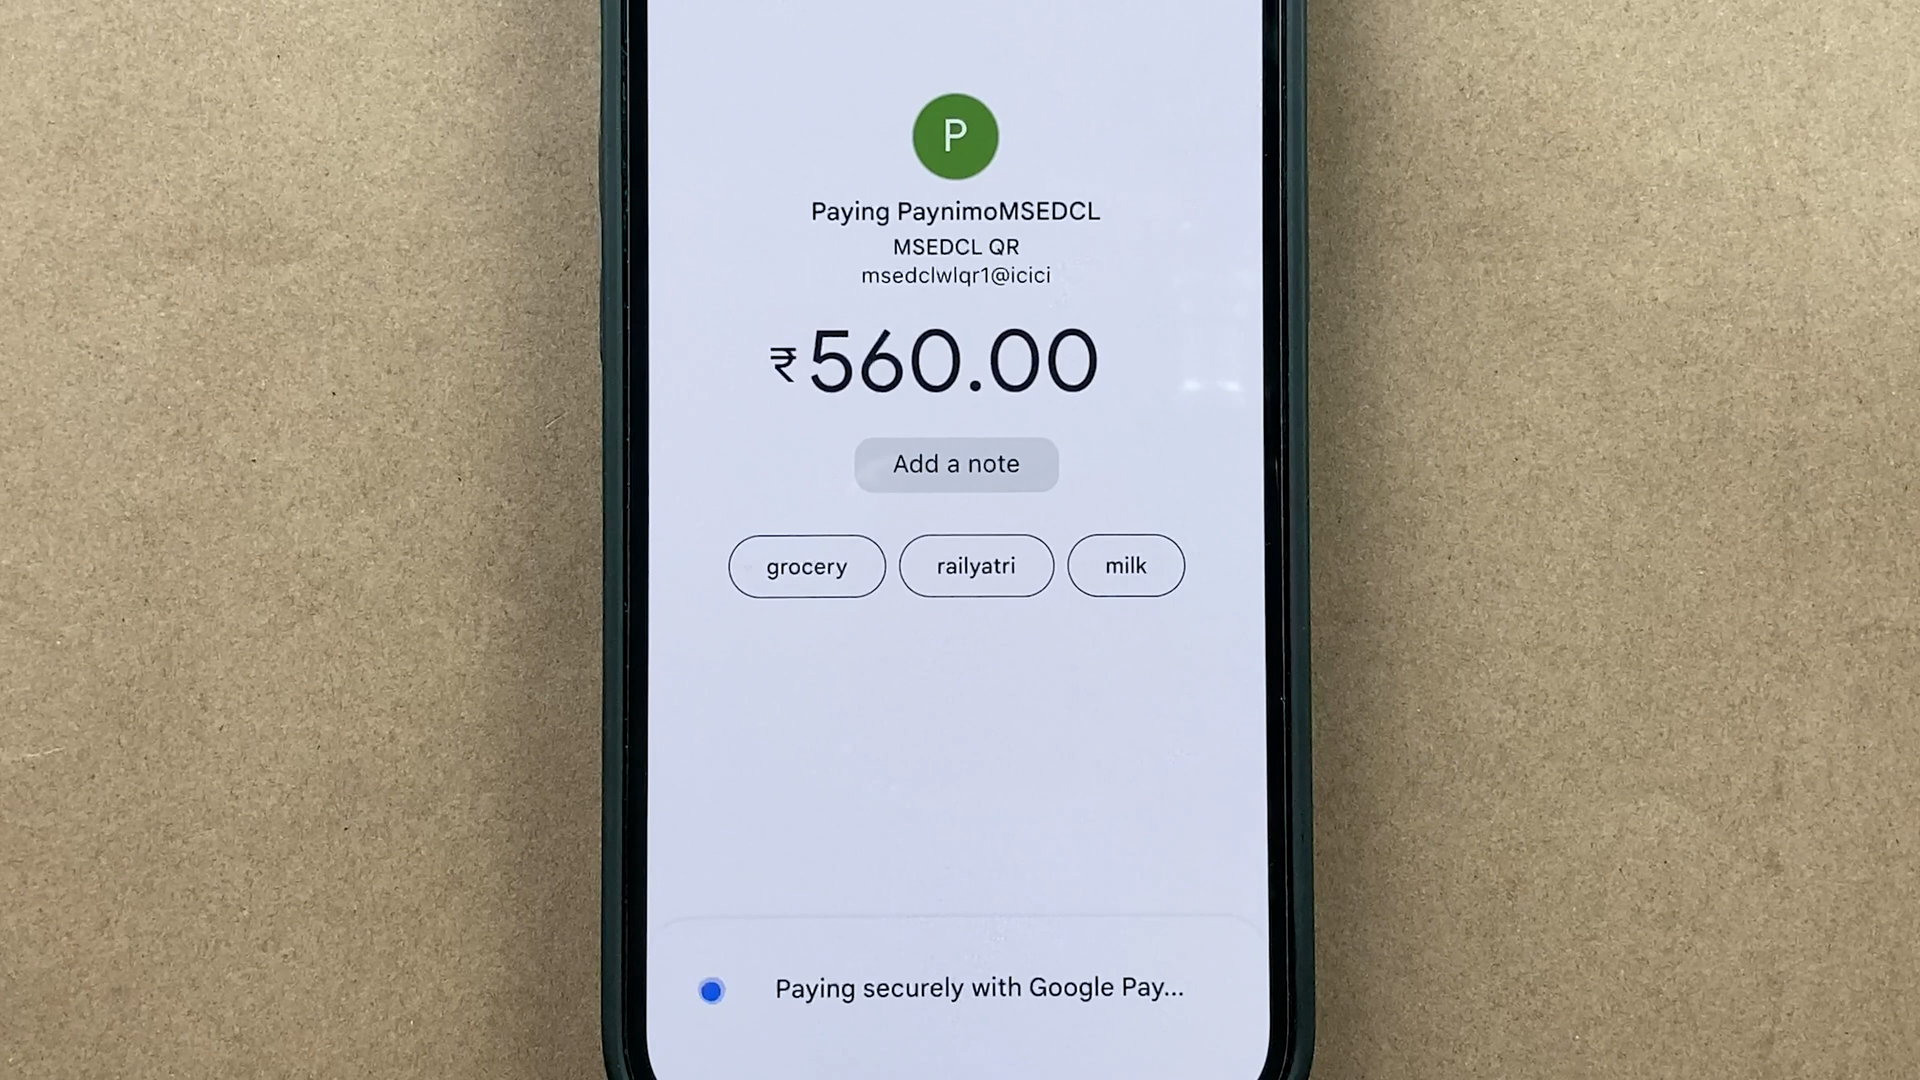 P
Paying PaynimoMSEDCL
MSEDCL QR
msedclwlqr1@icici
₹560.00
Add a note
grocery railyatri milk
Paying securely with Google Pay...